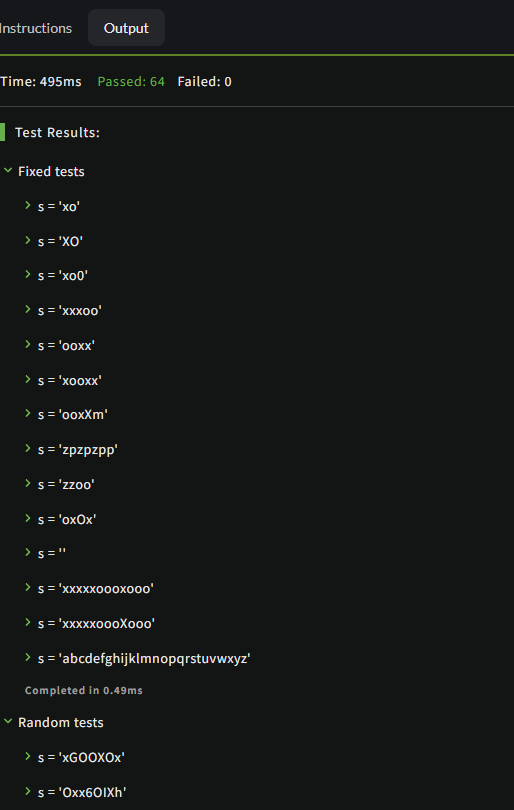 Instructions Output
Time: 495ms Passed: 64 Failed: 0
Test Results:
Fixed tests
s = 'xo'
s = 'XO'
s = 'xo0'
s = 'xxxoo'
s = 'ooxx'
s = 'xooxx'
s = 'ooxXm'
s = 'zpzpzpp'
s = 'zzoo'
s = 'oxOx'
s = ''
s = 'xxxxxoooxooo'
s = 'xxxxxoooXooo'
s = 'abcdefghijklmnopqrstuvwxyz'
Completed in 0.49ms
Random tests
s = 'xGOOXOx'
s = 'Oxx6OIXh'